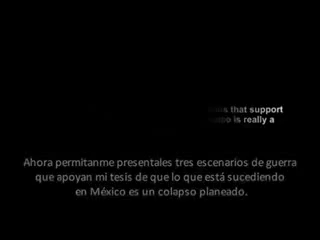 that support
is really a
Ahora permitanme presentales tres escenarios de guerra
que apoyan mi tesis de que lo que está sucediendo
en México es un colapso planeado.